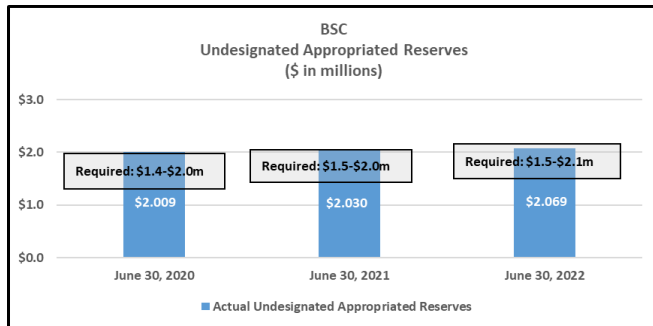 BSC
Undesignated Appropriated Reserves
($ in millions)
$3.0
$2.0
$1.0
$0.0
Required: $1.4-$2.0m
Required: $1.5-$2.0m
Required: $1.5-$2.1m
$2.009
$2.030
$2.069
June 30, 2020
June 30, 2021
June 30, 2022
Actual Undesignated Appropriated Reserves